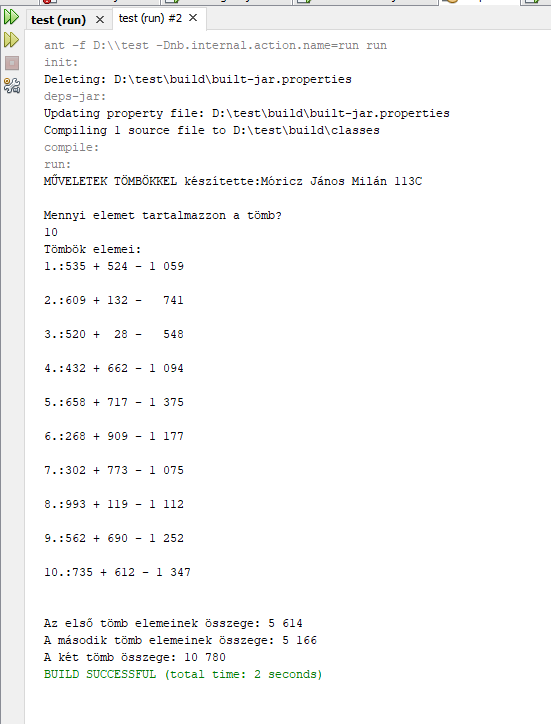 test (run)
test (run) #2
ant -f D:\\test -Dnb.internal.action.name=run run
init:
Deleting: D:\test\build\built-jar.properties
deps-jar:
Updating property file: D:\test\build\built-jar.properties
Compiling 1 source file to D:\test\build\classes
compile:
run:
MŰVELETEK TÖMBÖKKEL készítette:Móricz János Milán 113C
Mennyi elemet tartalmazzon a tömb?
10
Tömbök elemei:
1.:535 + 524 - 1 059
2.:609 + 132 -   741
3.:520 +  28 -   548
4.:432 + 662 - 1 094
5.:658 + 717 - 1 375
6.:268 + 909 - 1 177
7.:302 + 773 - 1 075
8.:993 + 119 - 1 112
9.:562 + 690 - 1 252
10.:735 + 612 - 1 347
Az első tömb elemeinek összege: 5 614
A második tömb elemeinek összege: 5 166
A két tömb összege: 10 780
BUILD SUCCESSFUL (total time: 2 seconds)